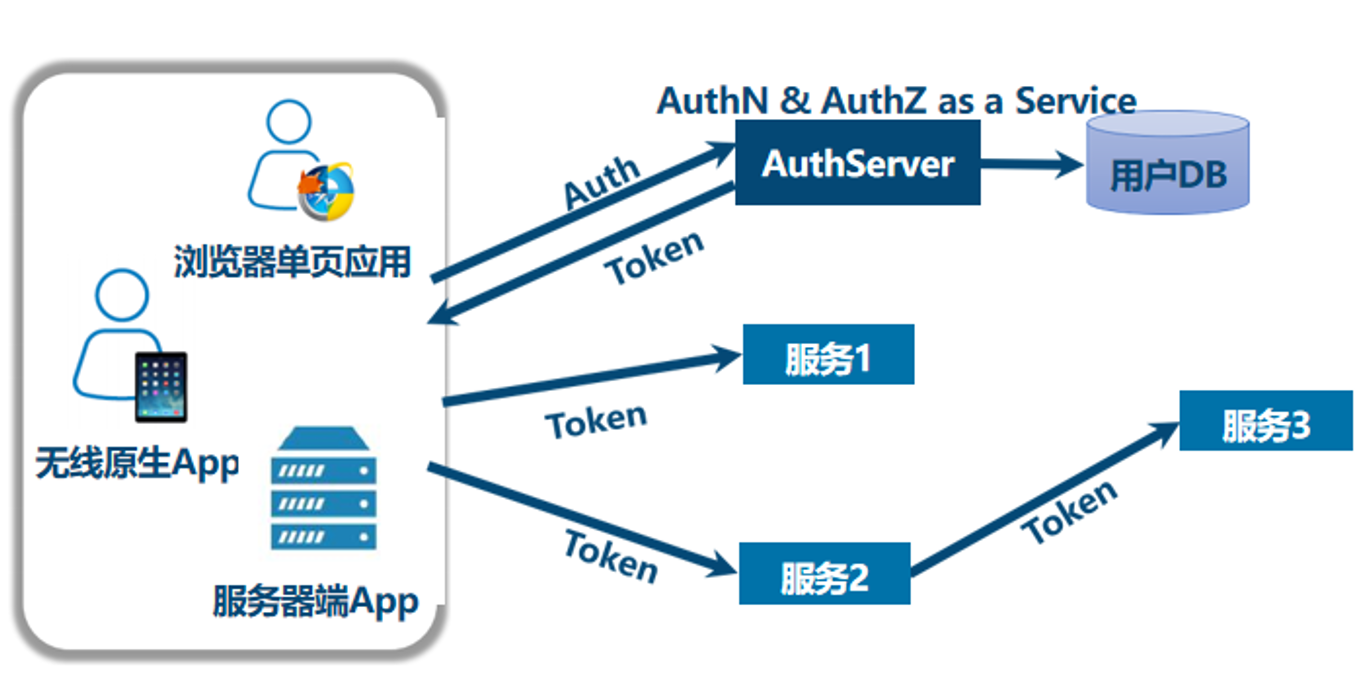 AuthN & AuthZ as a Service
AuthServer
用户DB
Auth
Token
浏览器单页应用
无线原生App
服务器端App
Token
服务1
Token
服务2
Token
服务3